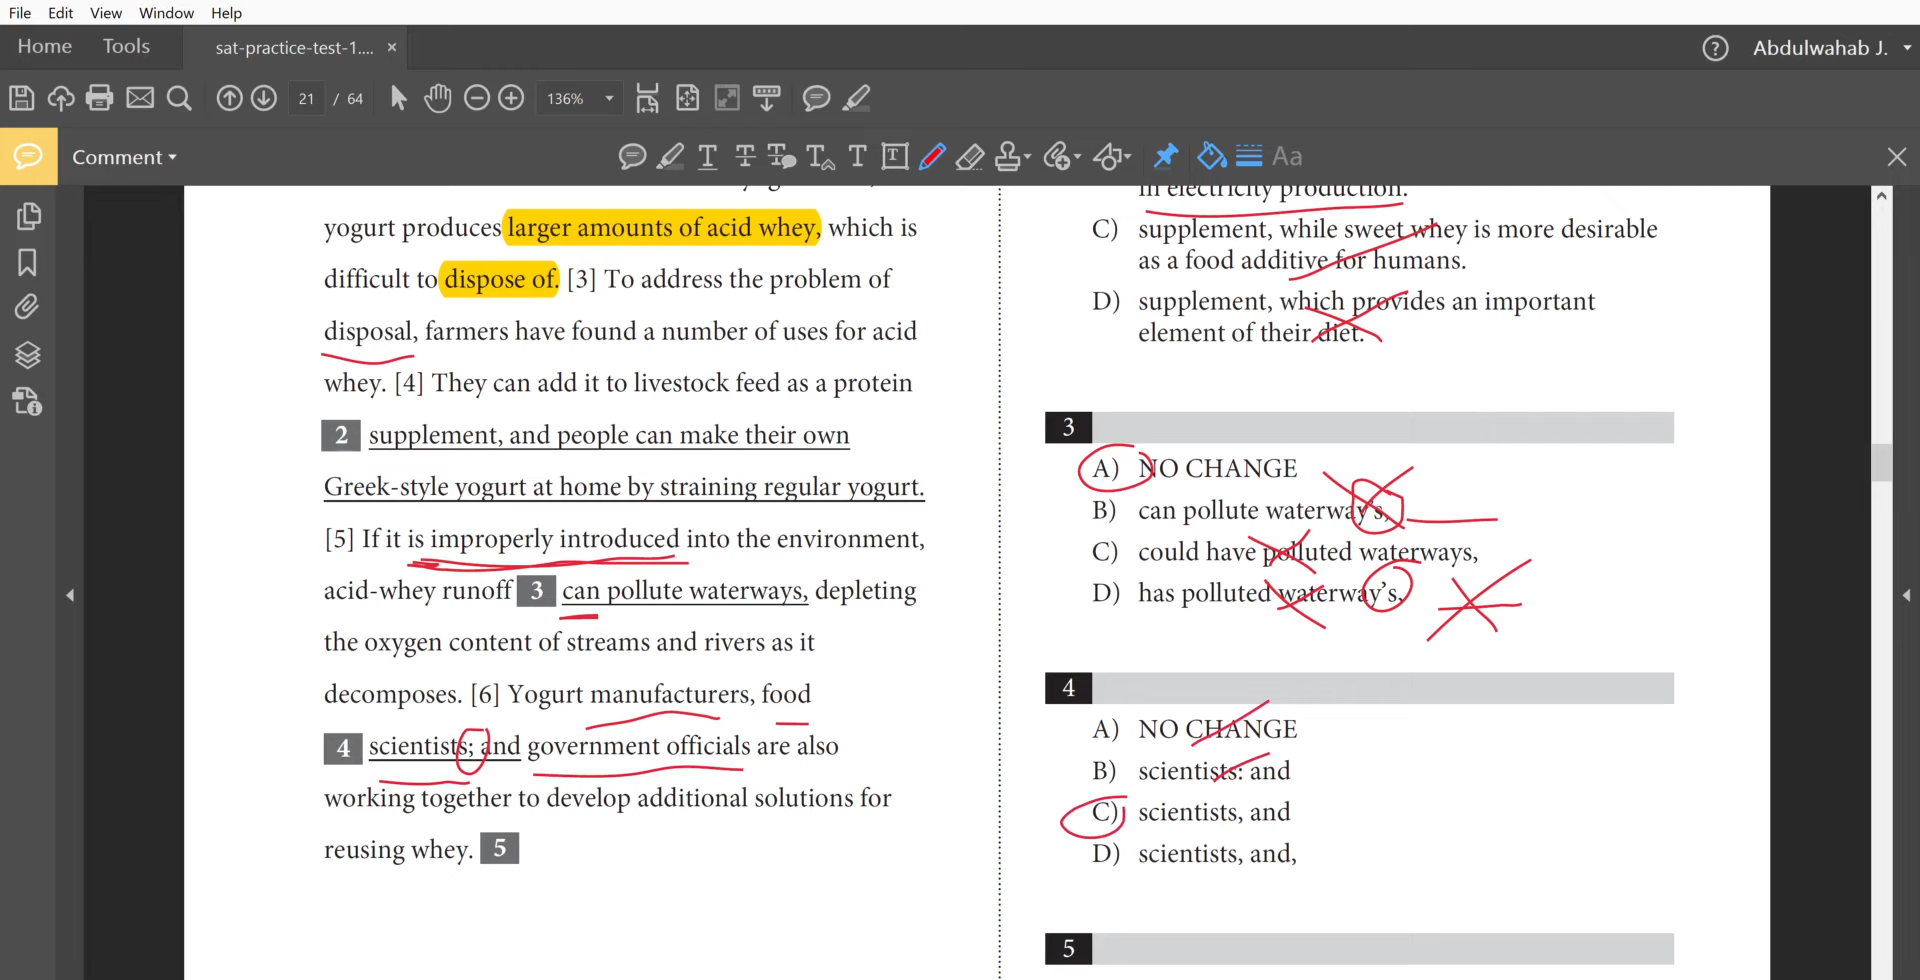 File Edit View Window Help
Home Tools sat-practice-test-1.... × ? Abdulwahab J.
21 / 64 136%
Comment Aa
yogurt produces larger amounts of acid whey, which is
difficult to dispose of. [3] To address the problem of
disposal, farmers have found a number of uses for acid
whey. [4] They can add it to livestock feed as a protein
2 supplement, and people can make their own
Greek-style yogurt at home by straining regular yogurt.
[5] If it is improperly introduced into the environment,
acid-whey runoff 3 can pollute waterways, depleting
the oxygen content of streams and rivers as it
decomposes. [6] Yogurt manufacturers, food
4 scientists; and government officials are also
working together to develop additional solutions for
reusing whey. 5
in electricity production.
C) supplement, while sweet whey is more desirable
as a food additive for humans.
D) supplement, which provides an important
element of their diet.
3
A) NO CHANGE
B) can pollute waterway's,
C) could have polluted waterways,
D) has polluted waterway's,
4
A) NO CHANGE
B) scientists: and
C) scientists, and
D) scientists, and,
5